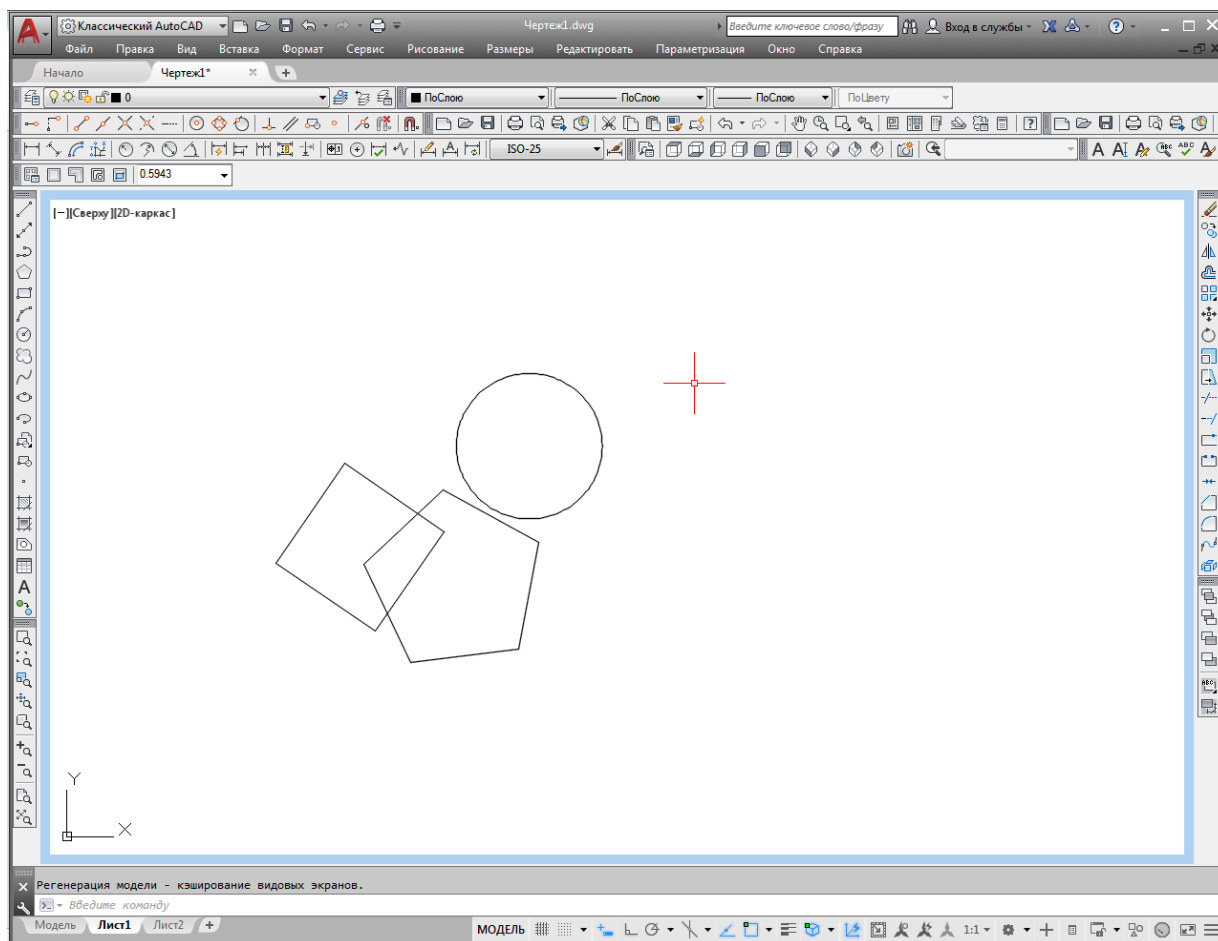 Классический AutoCAD Чертеж1.dwg Введите ключевое слово/фразу Вход в службы
Файл Правка Вид Вставка Формат Сервис Рисование Размеры Редактировать Параметризация Окно Справка
Начало Чертеж1*
0 ПоСлою ПоСлою ПоСлою ПоЦвету
ISO-25
0.5943
[−][Сверху][2D-каркас]
Y
X
Регенерация модели - кэширование видовых экранов.
Введите команду
Модель Лист1 Лист2 +
МОДЕЛЬ 1:1